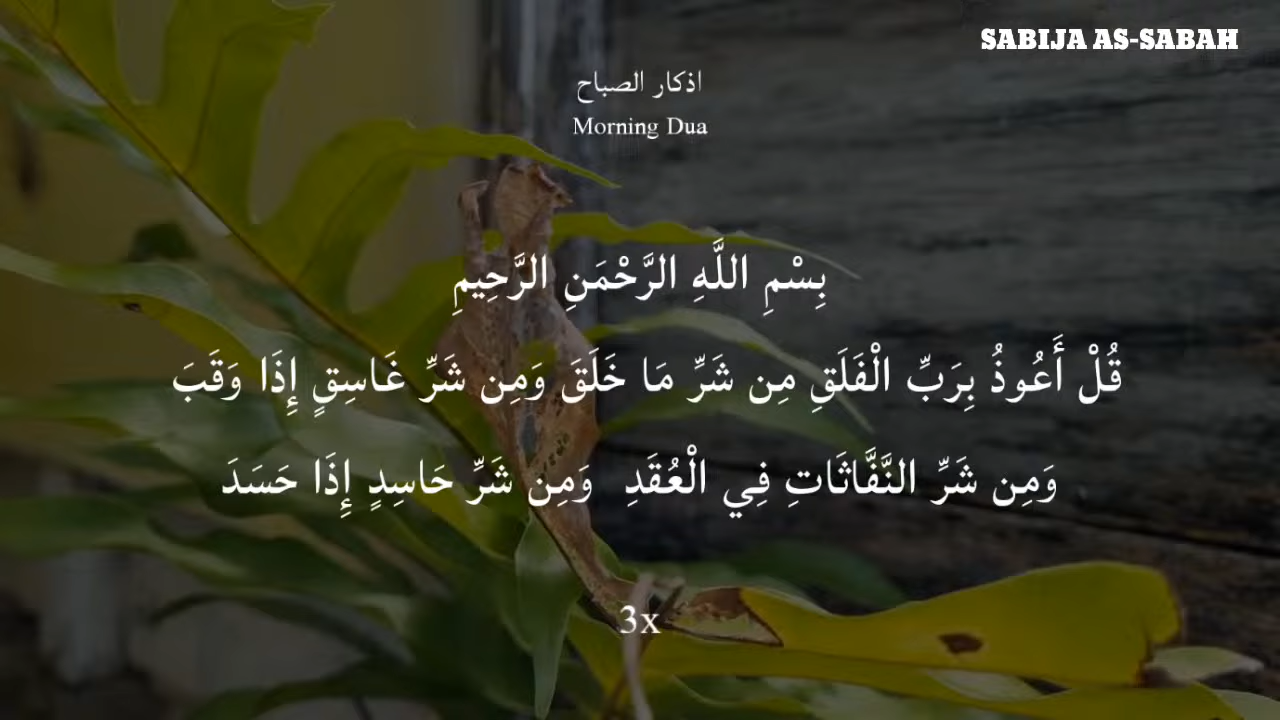 SABIJA AS-SABAH
اذكار الصباح
Morning Dua
بِسْمِ اللَّهِ الرَّحْمَنِ الرَّحِيمِ
قُلْ أَعُوذُ بِرَبِّ الْفَلَقِ مِن شَرِّ مَا خَلَقَ وَمِن شَرِّ غَاسِقٍ إِذَا وَقَبَ
وَمِن شَرِّ النَّفَّاثَاتِ فِي الْعُقَدِ وَمِن شَرِّ حَاسِدٍ إِذَا حَسَدَ
3x